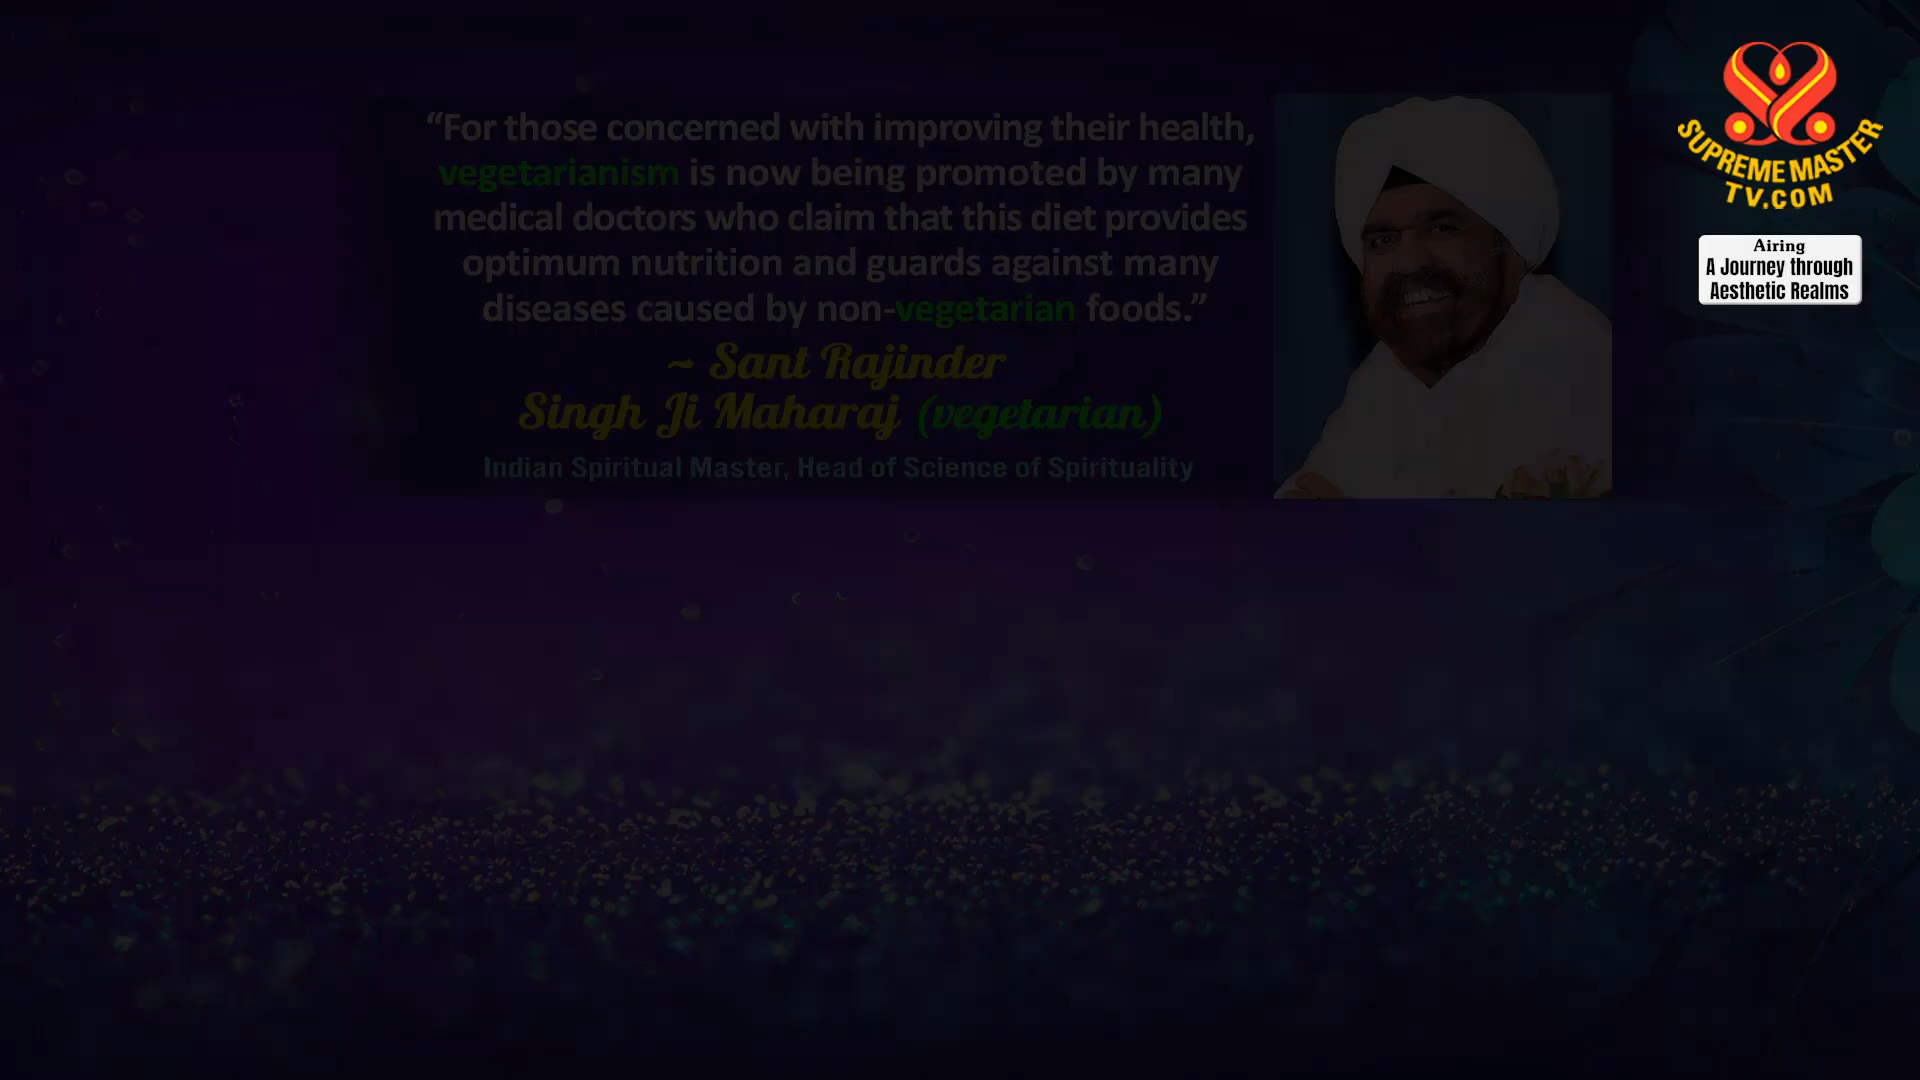 “For those concerned with improving their health,
vegetarianism is now being promoted by many
medical doctors who claim that this diet provides
optimum nutrition and guards against many
diseases caused by non-vegetarian foods.”
~ Sant Rajinder
Singh Ji Maharaj (vegetarian)
Indian Spiritual Master, Head of Science of Spirituality
SUPREME MASTER
TV.COM
Airing
A Journey through
Aesthetic Realms